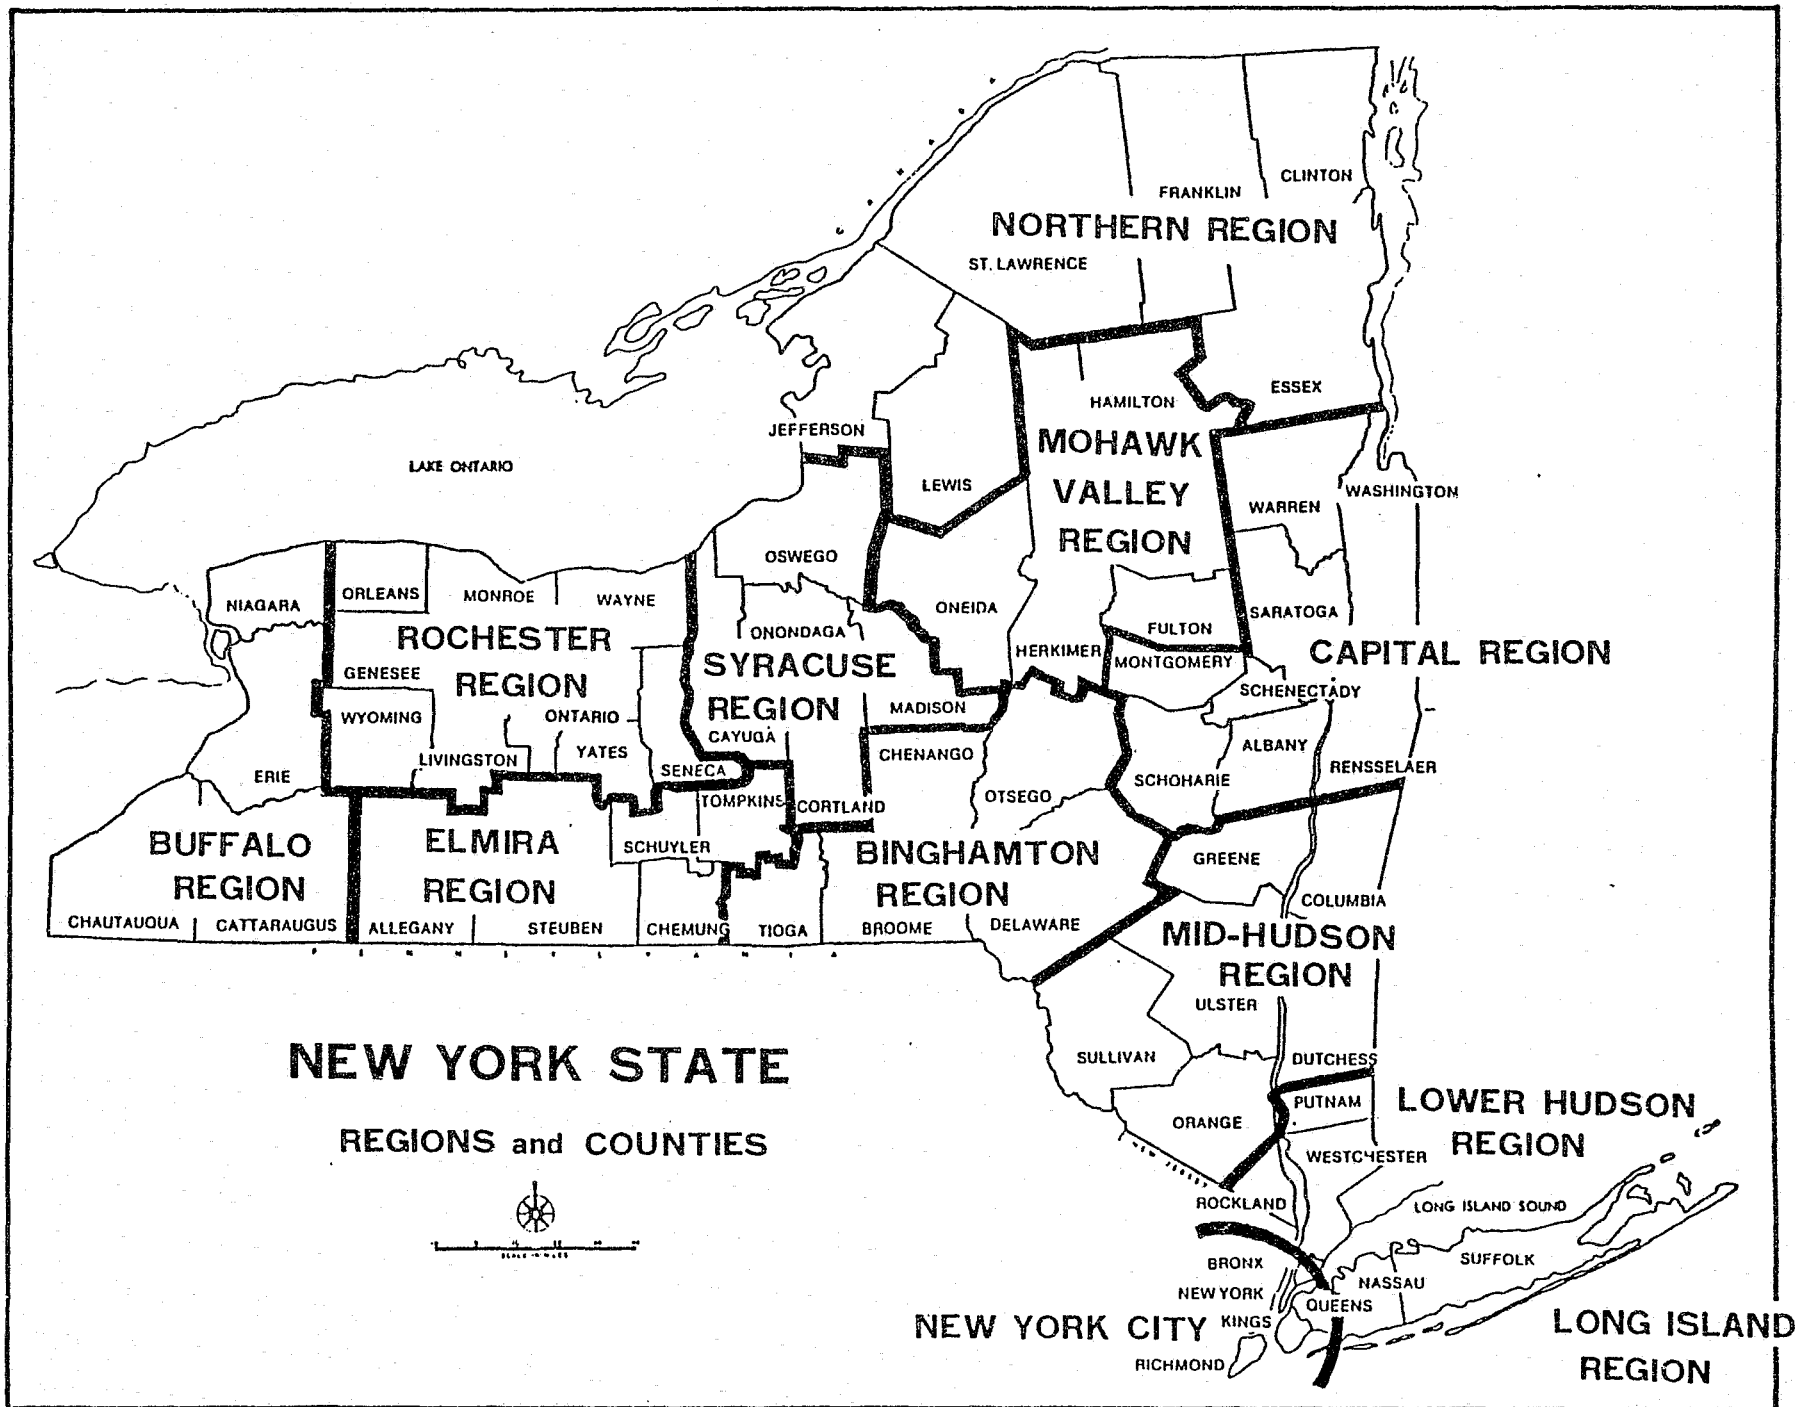 CLINTON
FRANKLIN
NORTHERN REGION
ST. LAWRENCE
ESSEX
HAMILTON
JEFFERSON
MOHAWK
VALLEY
REGION
LAKE ONTARIO
LEWIS
WASHINGTON
WARREN
OSWEGO
ORLEANS
MONROE
WAYNE
NIAGARA
ONEIDA
SARATOGA
ROCHESTER
REGION
ONONDAGA
FULTON
SYRACUSE
REGION
HERKIMER
MONTGOMERY
CAPITAL REGION
GENESEE
SCHENECTADY
WYOMING
ONTARIO
MADISON
CAYUGA
LIVINGSTON
YATES
CHENANGO
ALBANY
SENECA
ERIE
RENSSELAER
SCHOHARIE
OTSEGO
TOMPKINS
CORTLAND
BUFFALO
REGION
ELMIRA
REGION
SCHUYLER
BINGHAMTON
REGION
GREENE
COLUMBIA
CHAUTAUQUA
CATTARAUGUS
ALLEGANY
STEUBEN
CHEMUNG
TIOGA
BROOME
DELAWARE
MID-HUDSON
REGION
PENNSYLVANIA
ULSTER
NEW YORK STATE
SULLIVAN
DUTCHESS
PUTNAM
LOWER HUDSON
REGION
ORANGE
REGIONS and COUNTIES
WESTCHESTER
ROCKLAND
LONG ISLAND SOUND
SCALE IN MILES
BRONX
SUFFOLK
NEW YORK
NASSAU
QUEENS
NEW YORK CITY
KINGS
LONG ISLAND
REGION
RICHMOND